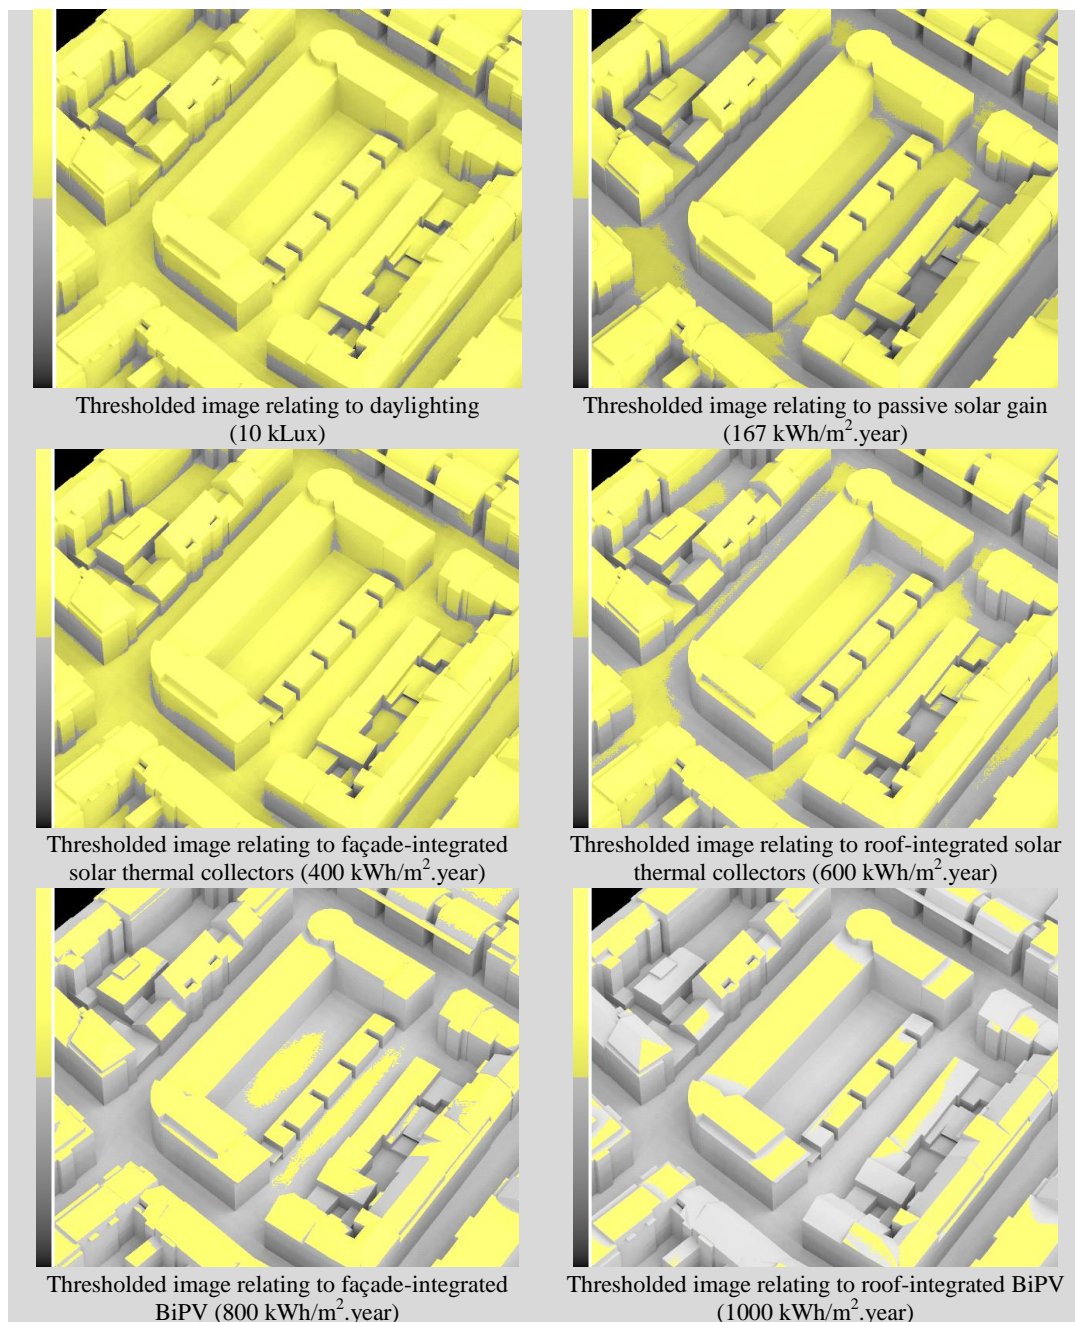 Thresholded image relating to daylighting
(10 kLux)
Thresholded image relating to passive solar gain
(167 kWh/m².year)
Thresholded image relating to façade-integrated
solar thermal collectors (400 kWh/m².year)
Thresholded image relating to roof-integrated solar
thermal collectors (600 kWh/m².year)
Thresholded image relating to façade-integrated
BiPV (800 kWh/m².year)
Thresholded image relating to roof-integrated BiPV
(1000 kWh/m².year)